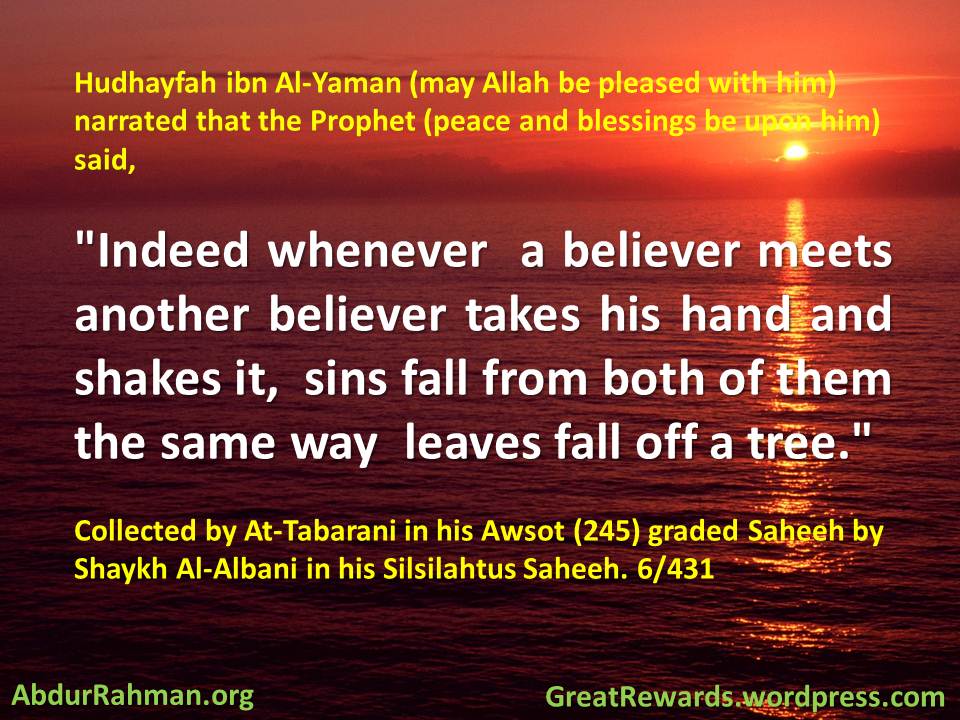 Hudhayfah ibn Al-Yaman (may Allah be pleased with him)
narrated that the Prophet (peace and blessings be upon him)
said,
"Indeed whenever  a believer meets
another believer takes his hand and
shakes it,  sins fall from both of them
the same way  leaves fall off a tree."
Collected by At-Tabarani in his Awsot (245) graded Saheeh by
Shaykh Al-Albani in his Silsilahtus Saheeh. 6/431
AbdurRahman.org
GreatRewards.wordpress.com